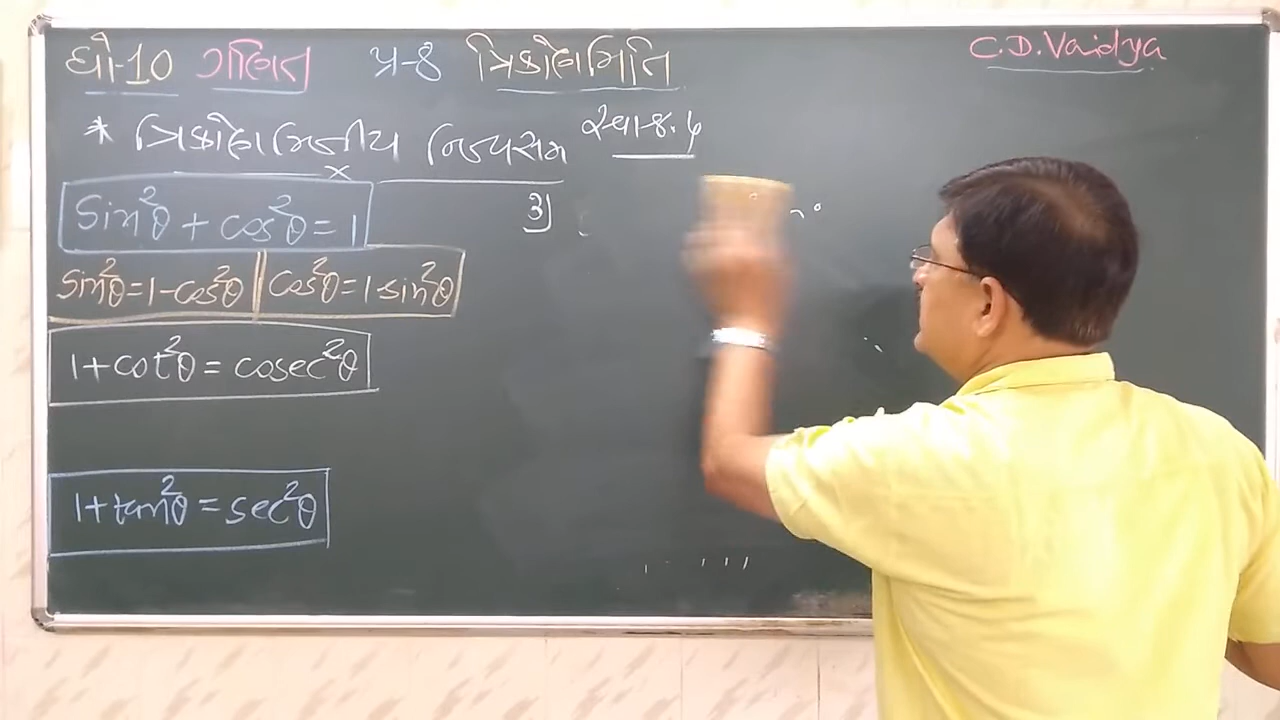 ધો-10 ગણિત પ્ર-8 ત્રિકોણમિતિ C.D.Vaidya
* ત્રિકોણમિતીય નિત્યસમ સ્વા-8.4
sin²θ + cos²θ = 1
3]
sin²θ=1-cos²θ | cos²θ=1-sin²θ
1+cot²θ = cosec²θ
1+tan²θ = sec²θ